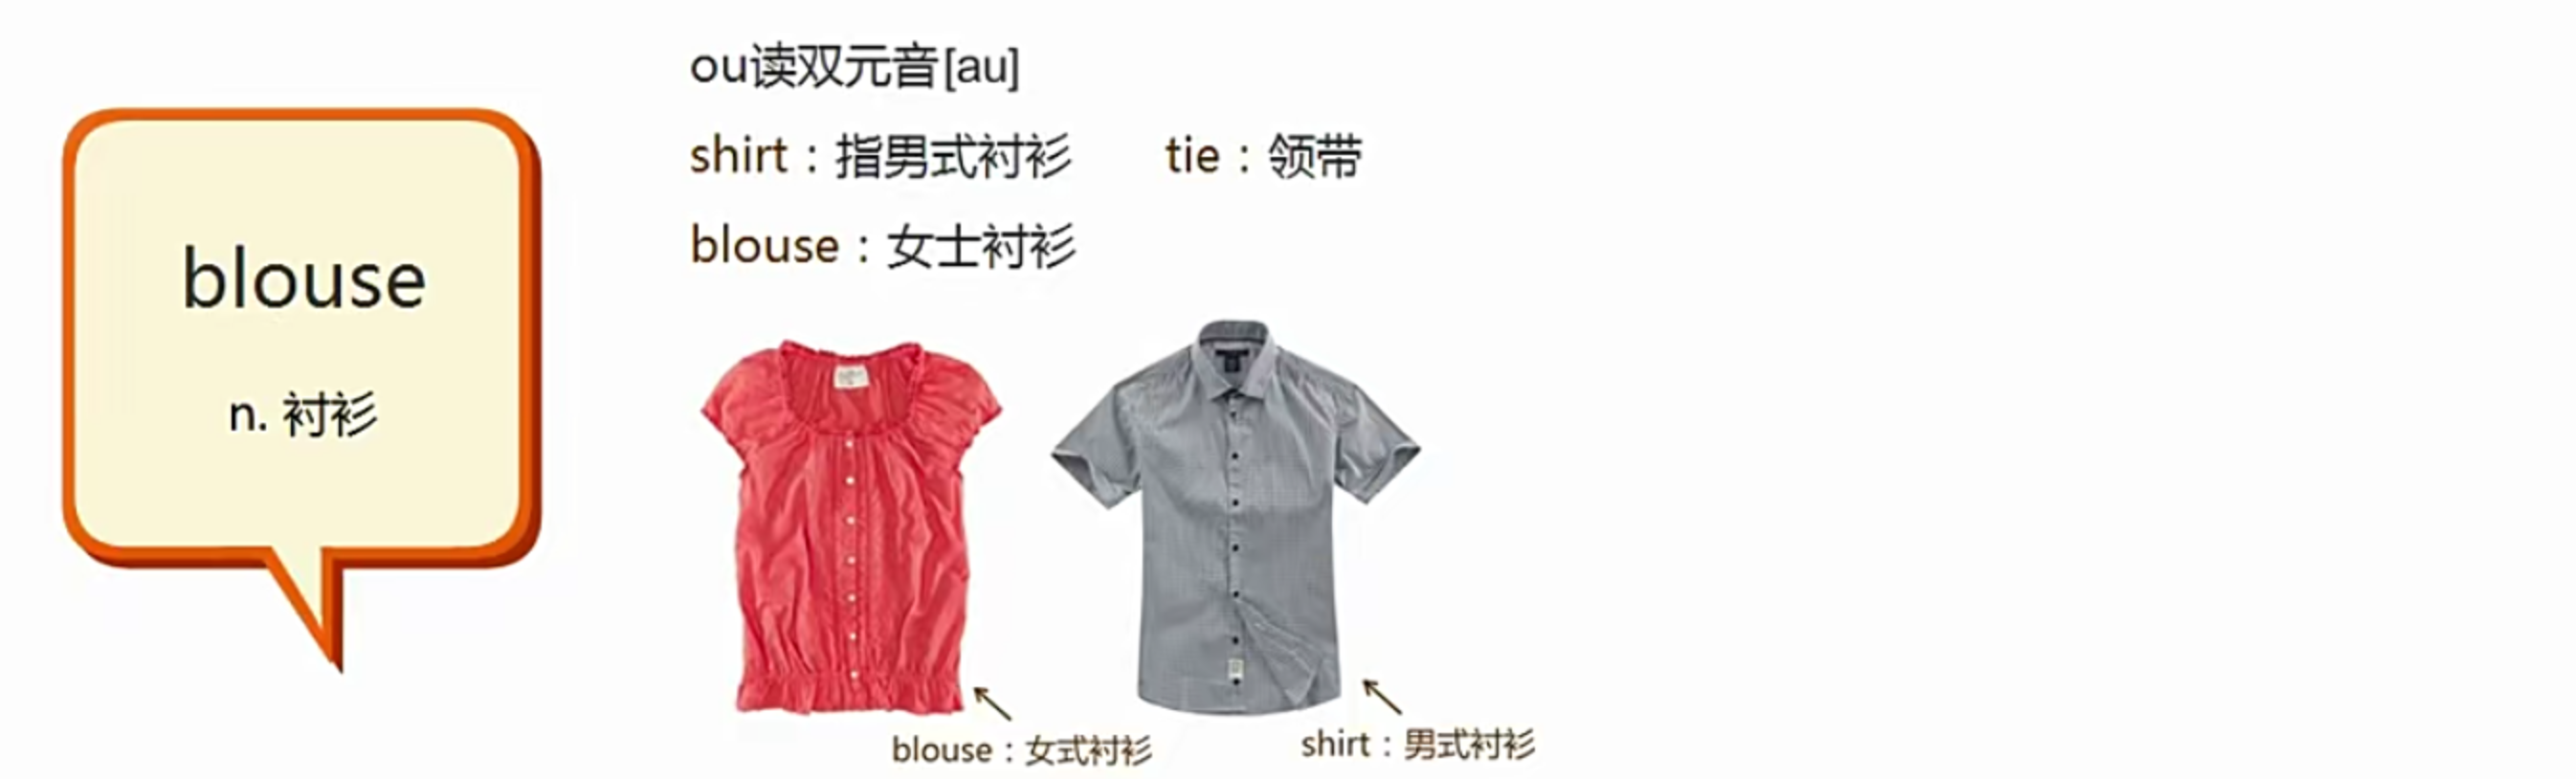 blouse
n. 衬衫
ou读双元音[au]
shirt：指男式衬衫 tie：领带
blouse：女士衬衫
blouse：女式衬衫
shirt：男式衬衫